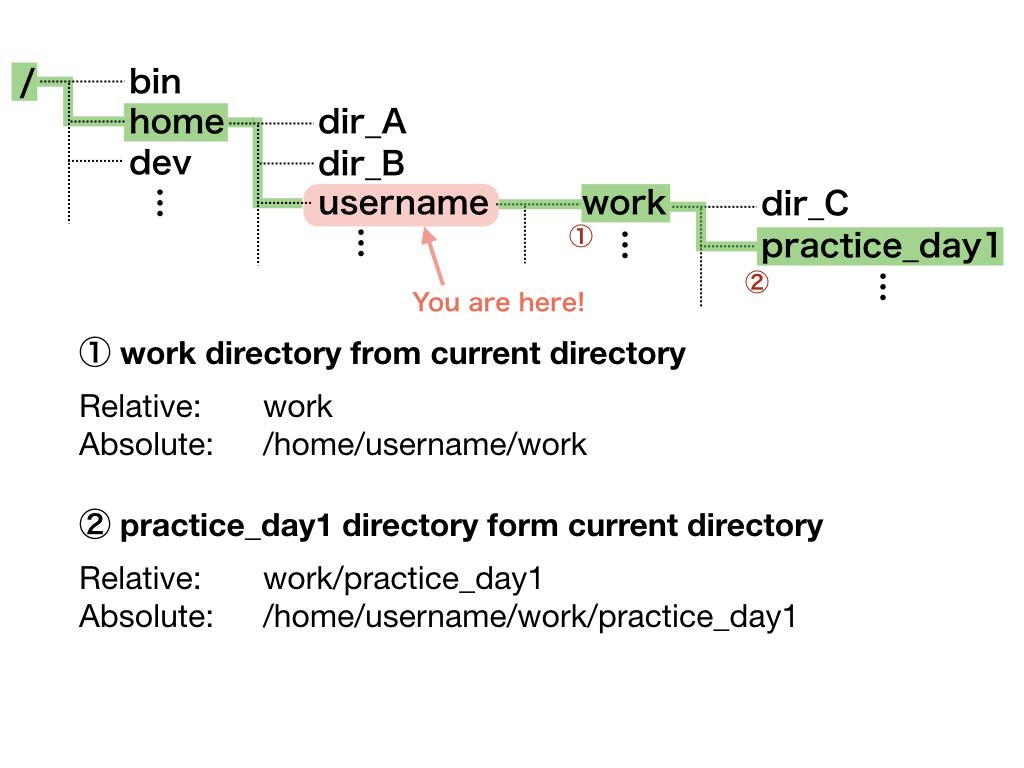 / bin
home dir_A
dev dir_B
username work dir_C
① practice_day1
②
You are here!
① work directory from current directory
Relative: work
Absolute: /home/username/work
② practice_day1 directory form current directory
Relative: work/practice_day1
Absolute: /home/username/work/practice_day1